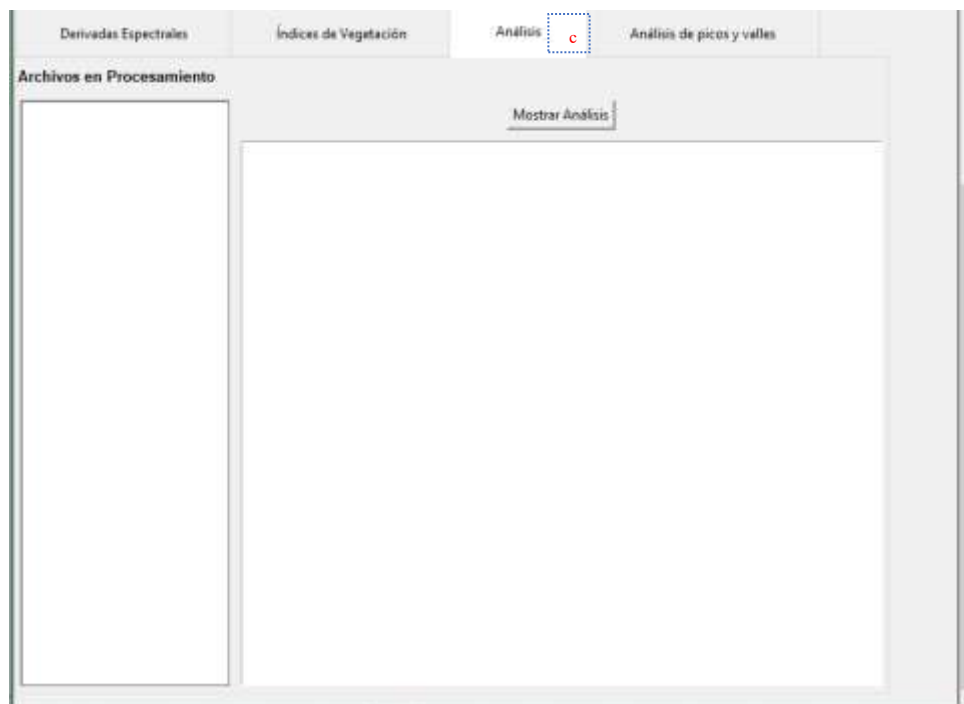 Derivadas Espectrales Índices de Vegetación Análisis c Análisis de picos y valles
Archivos en Procesamiento
Mostrar Análisis